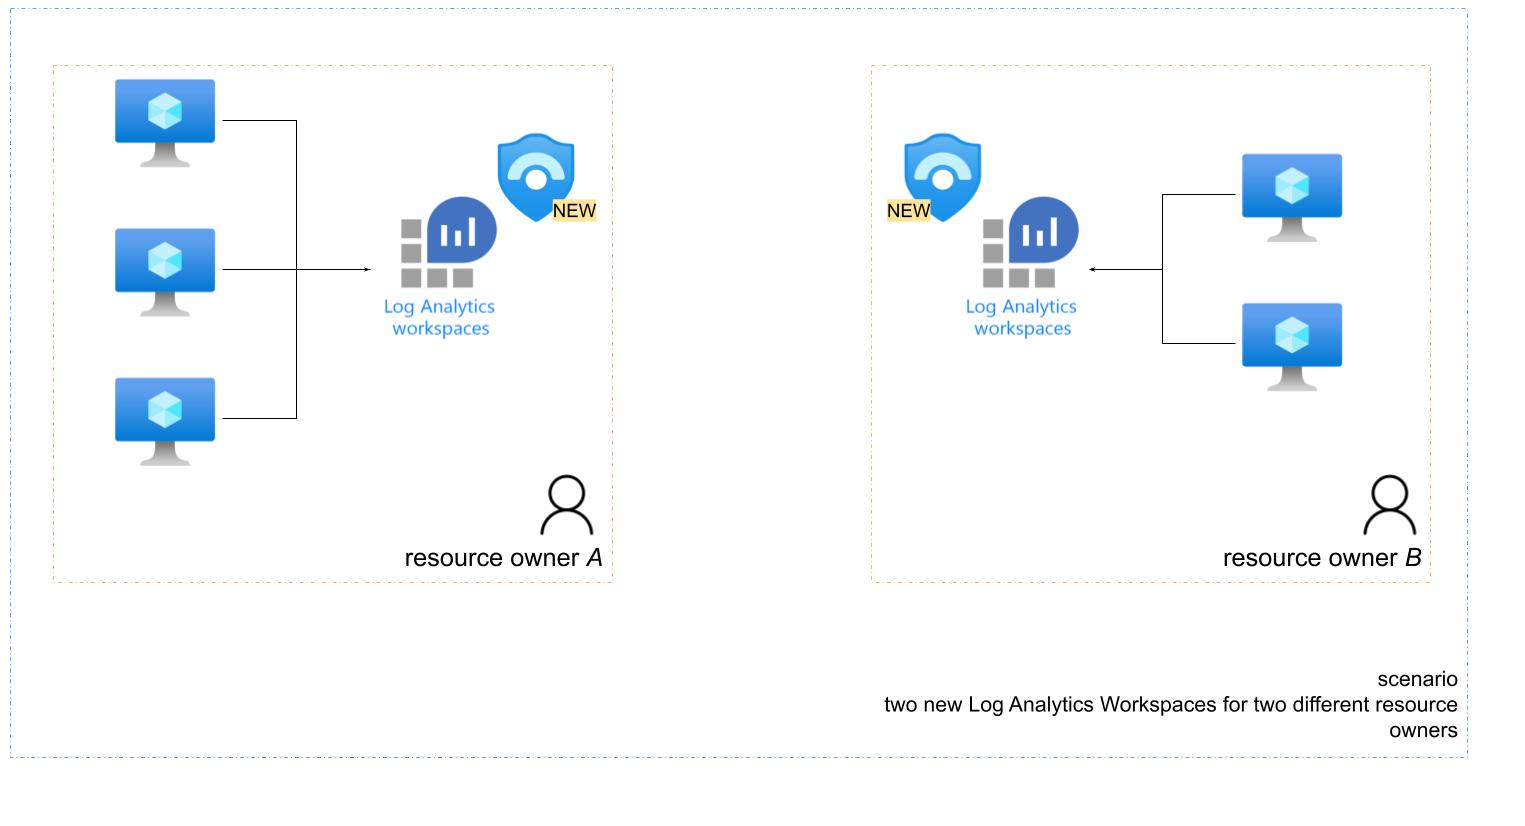 NEW
Log Analytics
workspaces
resource owner A
NEW
Log Analytics
workspaces
resource owner B
scenario
two new Log Analytics Workspaces for two different resource
owners